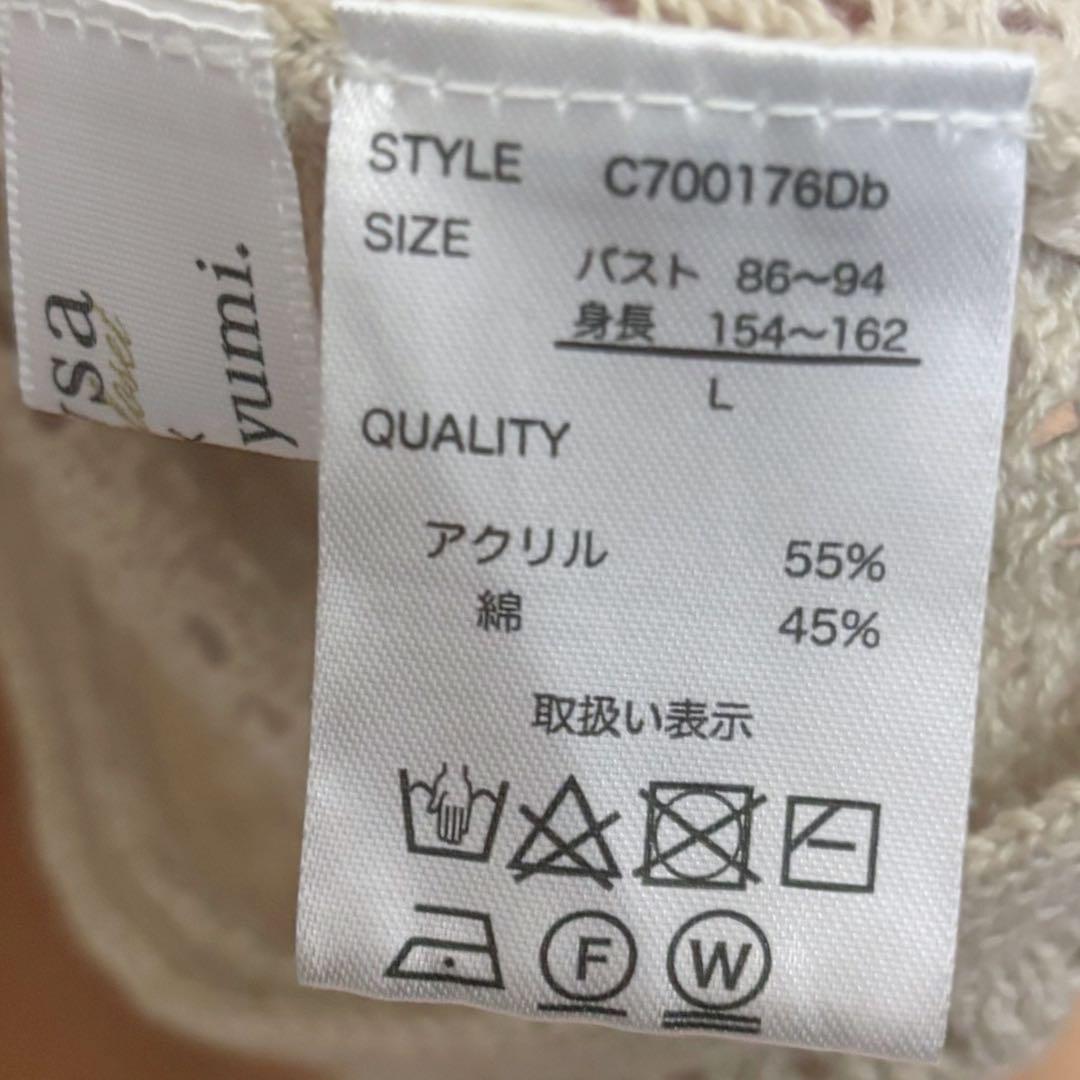 sa
yumi.
STYLE C700176Db
SIZE
バスト 86～94
身長 154～162
L
QUALITY
アクリル 55%
綿 45%
取扱い表示
F W